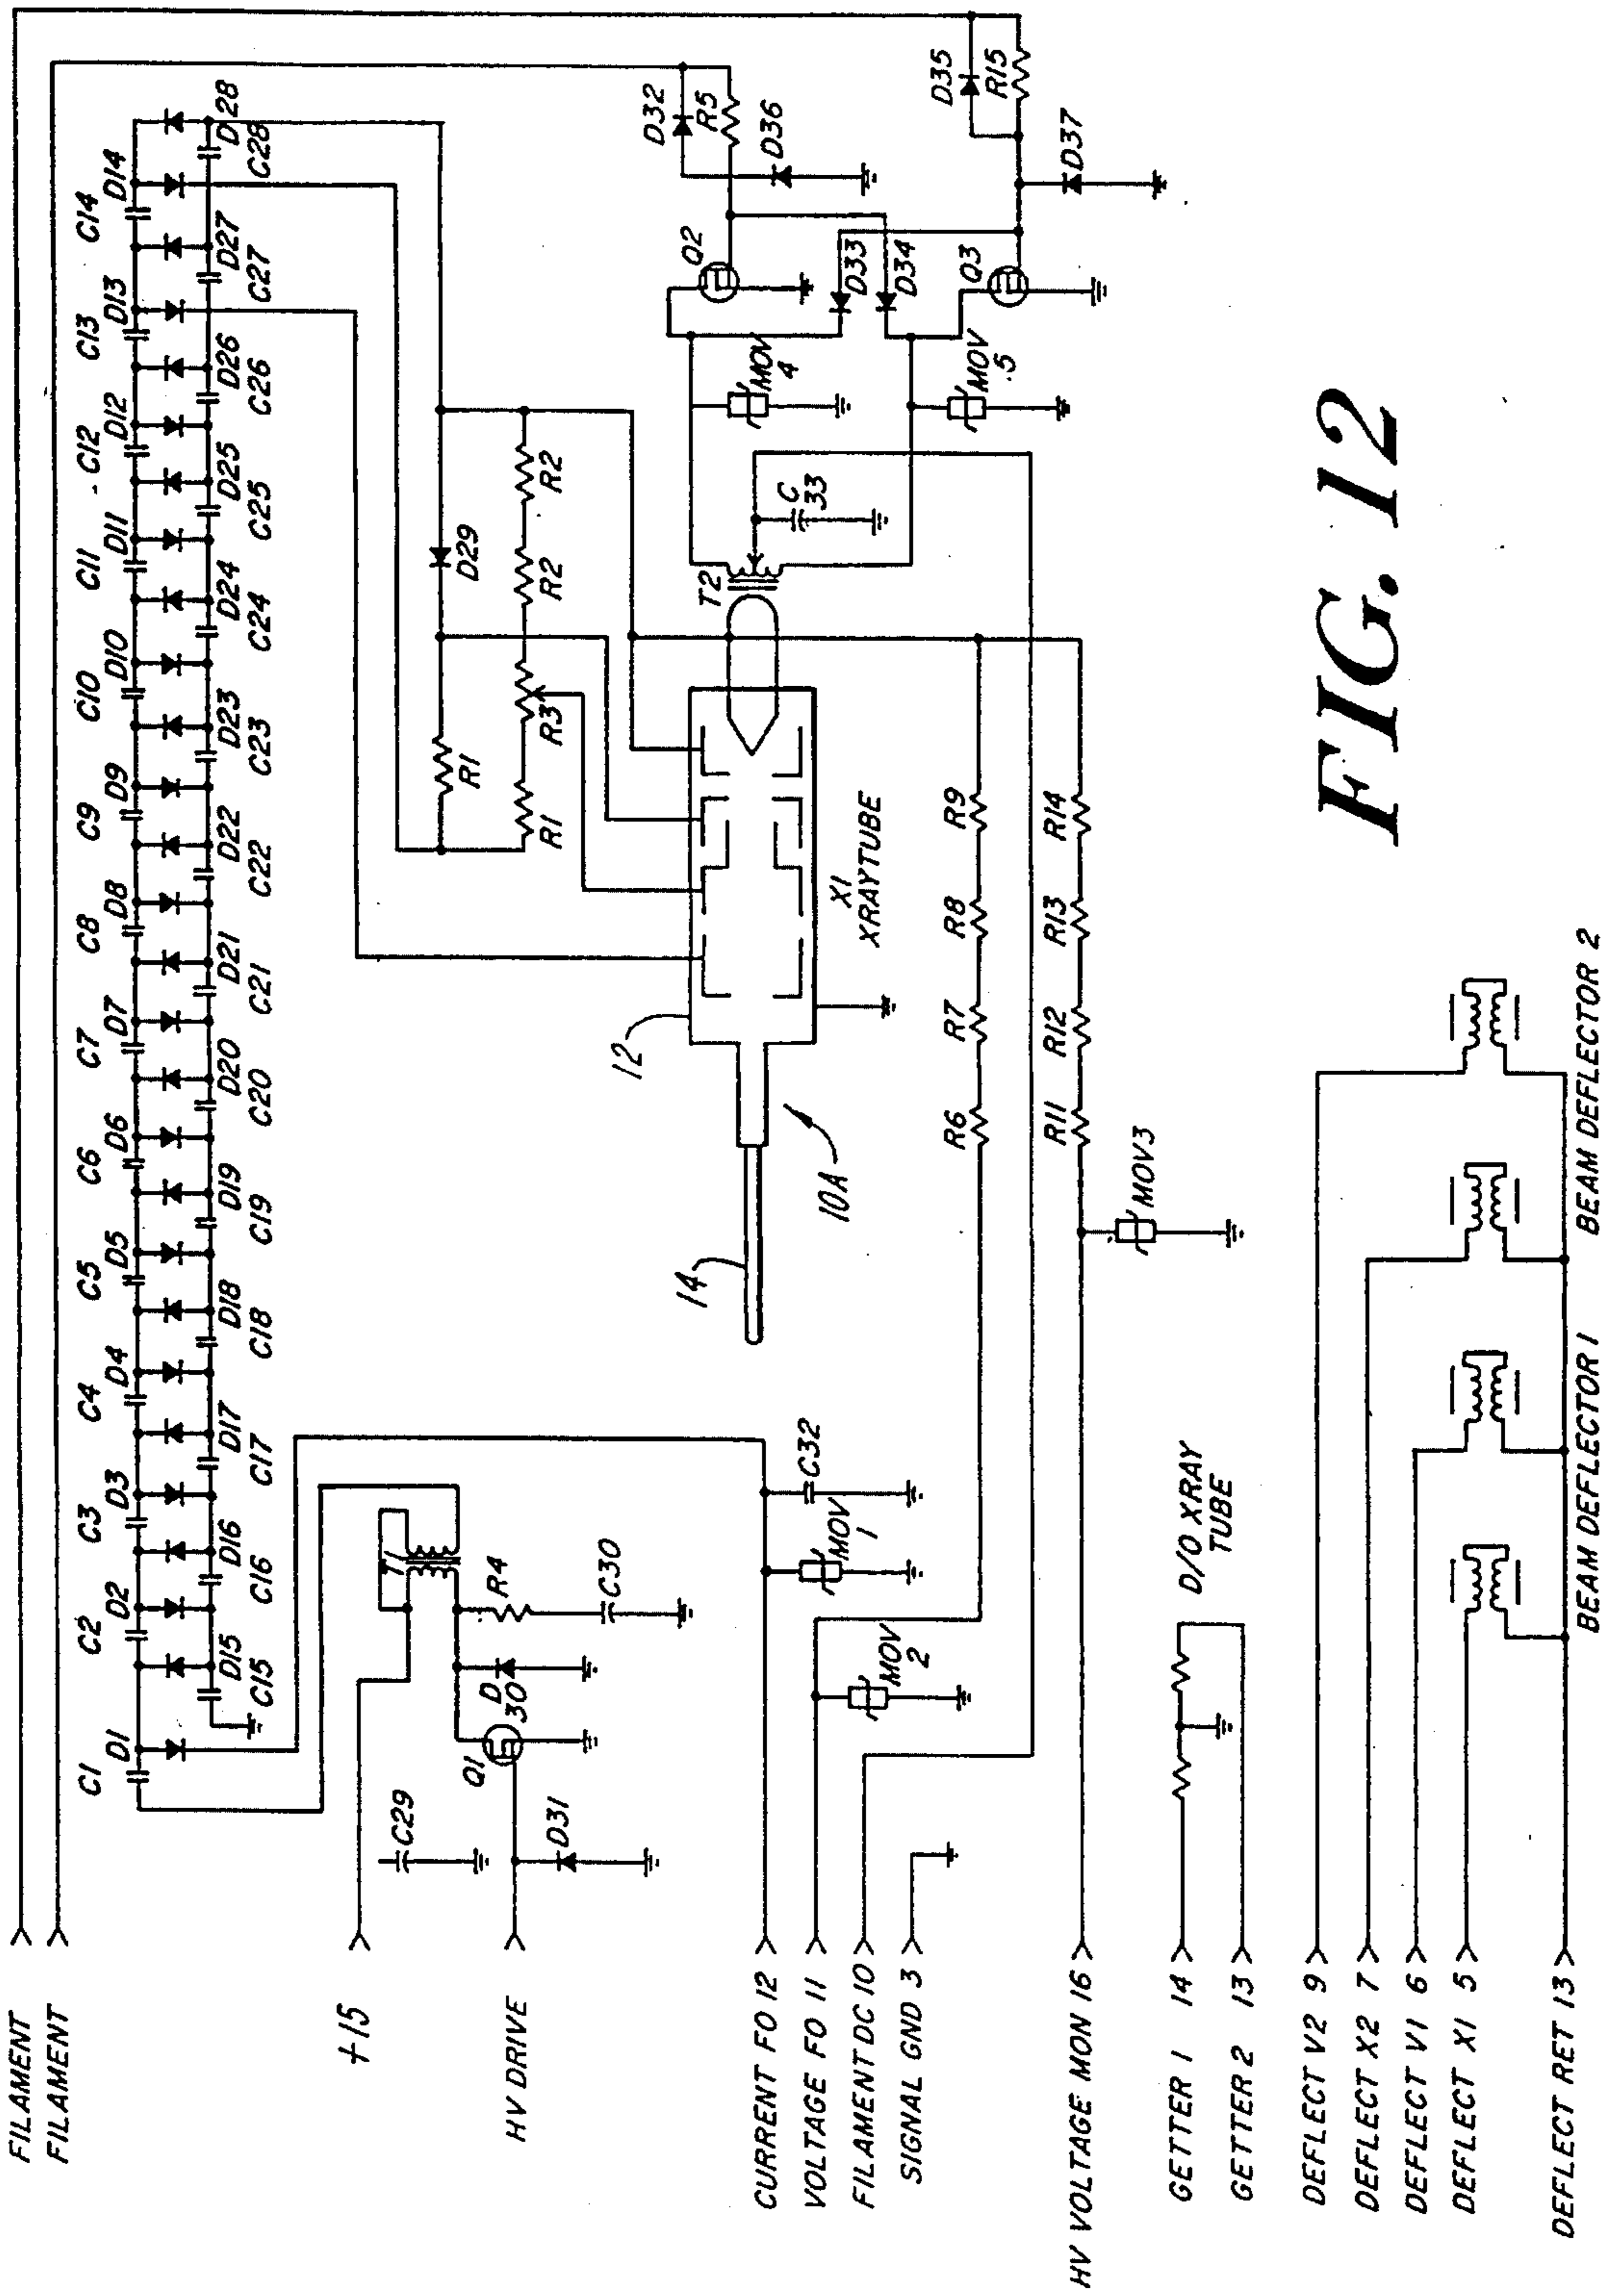 FILAMENT
FILAMENT
+15
HV DRIVE
CURRENT FO 12
VOLTAGE FO 11
FILAMENT DC 10
SIGNAL GND 3
HV VOLTAGE MON 16
GETTER 1 14
GETTER 2 13
DEFLECT V2 9
DEFLECT X2 7
DEFLECT V1 6
DEFLECT X1 5
DEFLECT RET 13
C1 C2 C3 C4 C5 C6 C7 C8 C9 C10 C11 C12 C13 C14
D1 D2 D3 D4 D5 D6 D7 D8 D9 D10 D11 D12 D13 D14
D15 D16 D17 D18 D19 D20 D21 D22 D23 D24 D25 D26 D27 D28
C15 C16 C17 C18 C19 C20 C21 C22 C23 C24 C25 C26 C27 C28
C29
T1
Q1
D
30
R4
D31
C30
R1
D29
R1
R3
R2
R2
MOV
1
C32
MOV
2
12
14
10A
X1
XRAYTUBE
T2
C
33
MOV
4
MOV
5
Q2
D33
D34
Q3
D32
R5
D36
D35
R15
D37
R6 R7 R8 R9
R11 R12 R13 R14
MOV3
D/O XRAY
TUBE
BEAM DEFLECTOR 1
BEAM DEFLECTOR 2
FIG. 12